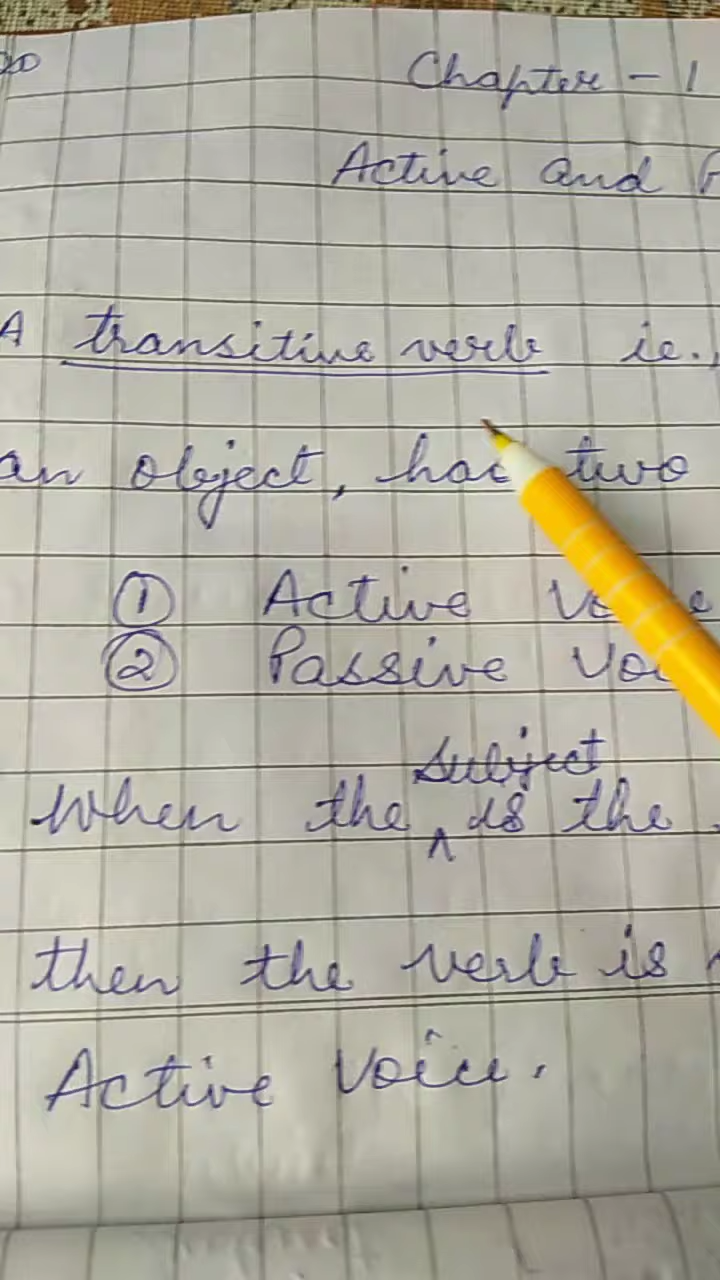 Chapter - 1
Active and
A transitive verb ie.,
an object, has two
① Active
② Passive Voi
subject
When the ^ is the
then the verb is
Active Voice.